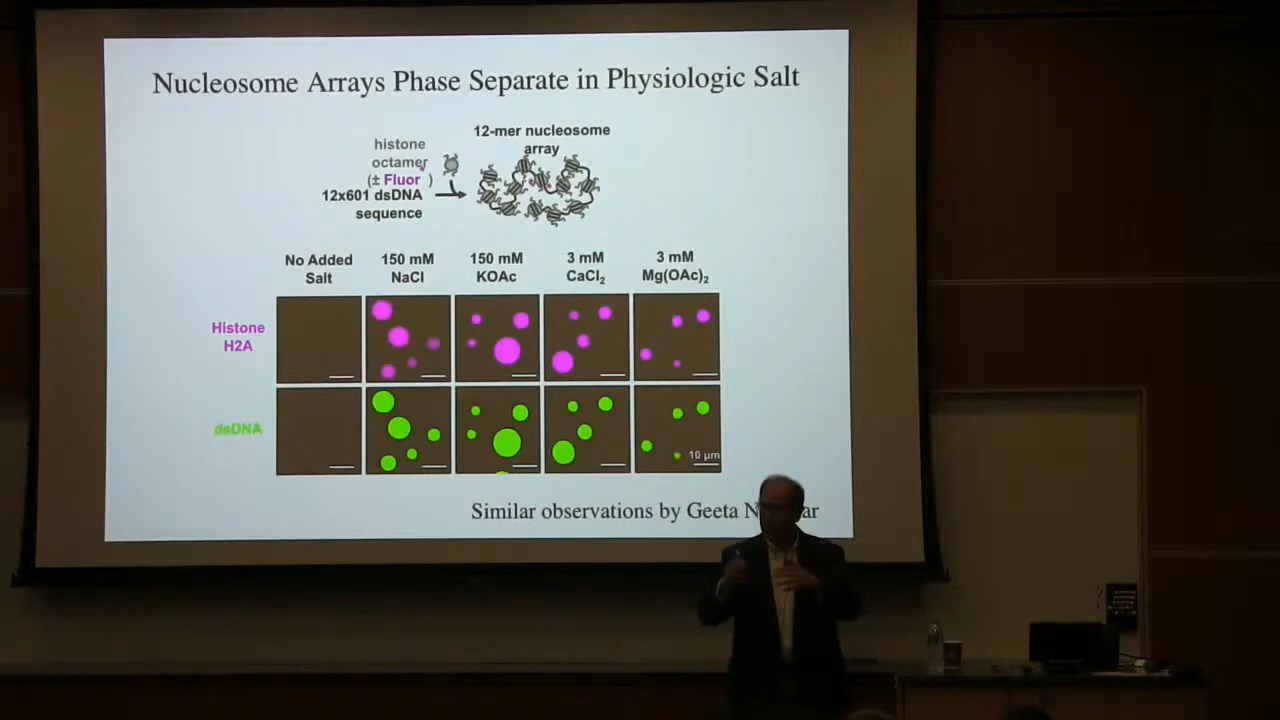 Nucleosome Arrays Phase Separate in Physiologic Salt
12-mer nucleosome
array
histone
octamer
(± Fluor )
12x601 dsDNA
sequence
No Added
Salt
150 mM
NaCl
150 mM
KOAc
3 mM
CaCl₂
3 mM
Mg(OAc)₂
Histone
H2A
dsDNA
10 μm
Similar observations by Geeta